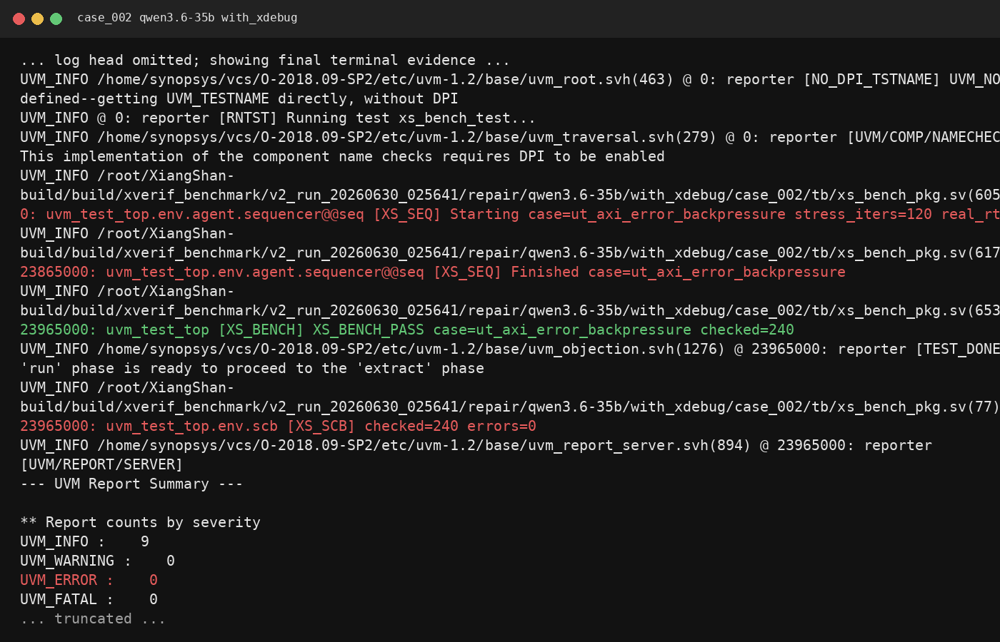 case_002 qwen3.6-35b with_xdebug
... log head omitted; showing final terminal evidence ...
UVM_INFO /home/synopsys/vcs/O-2018.09-SP2/etc/uvm-1.2/base/uvm_root.svh(463) @ 0: reporter [NO_DPI_TSTNAME] UVM_NO
defined--getting UVM_TESTNAME directly, without DPI
UVM_INFO @ 0: reporter [RNTST] Running test xs_bench_test...
UVM_INFO /home/synopsys/vcs/O-2018.09-SP2/etc/uvm-1.2/base/uvm_traversal.svh(279) @ 0: reporter [UVM/COMP/NAMECHEC
This implementation of the component name checks requires DPI to be enabled
UVM_INFO /root/XiangShan-
build/build/xverif_benchmark/v2_run_20260630_025641/repair/qwen3.6-35b/with_xdebug/case_002/tb/xs_bench_pkg.sv(605
0: uvm_test_top.env.agent.sequencer@@seq [XS_SEQ] Starting case=ut_axi_error_backpressure stress_iters=120 real_rt
UVM_INFO /root/XiangShan-
build/build/xverif_benchmark/v2_run_20260630_025641/repair/qwen3.6-35b/with_xdebug/case_002/tb/xs_bench_pkg.sv(617
23865000: uvm_test_top.env.agent.sequencer@@seq [XS_SEQ] Finished case=ut_axi_error_backpressure
UVM_INFO /root/XiangShan-
build/build/xverif_benchmark/v2_run_20260630_025641/repair/qwen3.6-35b/with_xdebug/case_002/tb/xs_bench_pkg.sv(653
23965000: uvm_test_top [XS_BENCH] XS_BENCH_PASS case=ut_axi_error_backpressure checked=240
UVM_INFO /home/synopsys/vcs/O-2018.09-SP2/etc/uvm-1.2/base/uvm_objection.svh(1276) @ 23965000: reporter [TEST_DONE
'run' phase is ready to proceed to the 'extract' phase
UVM_INFO /root/XiangShan-
build/build/xverif_benchmark/v2_run_20260630_025641/repair/qwen3.6-35b/with_xdebug/case_002/tb/xs_bench_pkg.sv(77)
23965000: uvm_test_top.env.scb [XS_SCB] checked=240 errors=0
UVM_INFO /home/synopsys/vcs/O-2018.09-SP2/etc/uvm-1.2/base/uvm_report_server.svh(894) @ 23965000: reporter
[UVM/REPORT/SERVER]
--- UVM Report Summary ---
** Report counts by severity
UVM_INFO :    9
UVM_WARNING :    0
UVM_ERROR :    0
UVM_FATAL :    0
... truncated ...